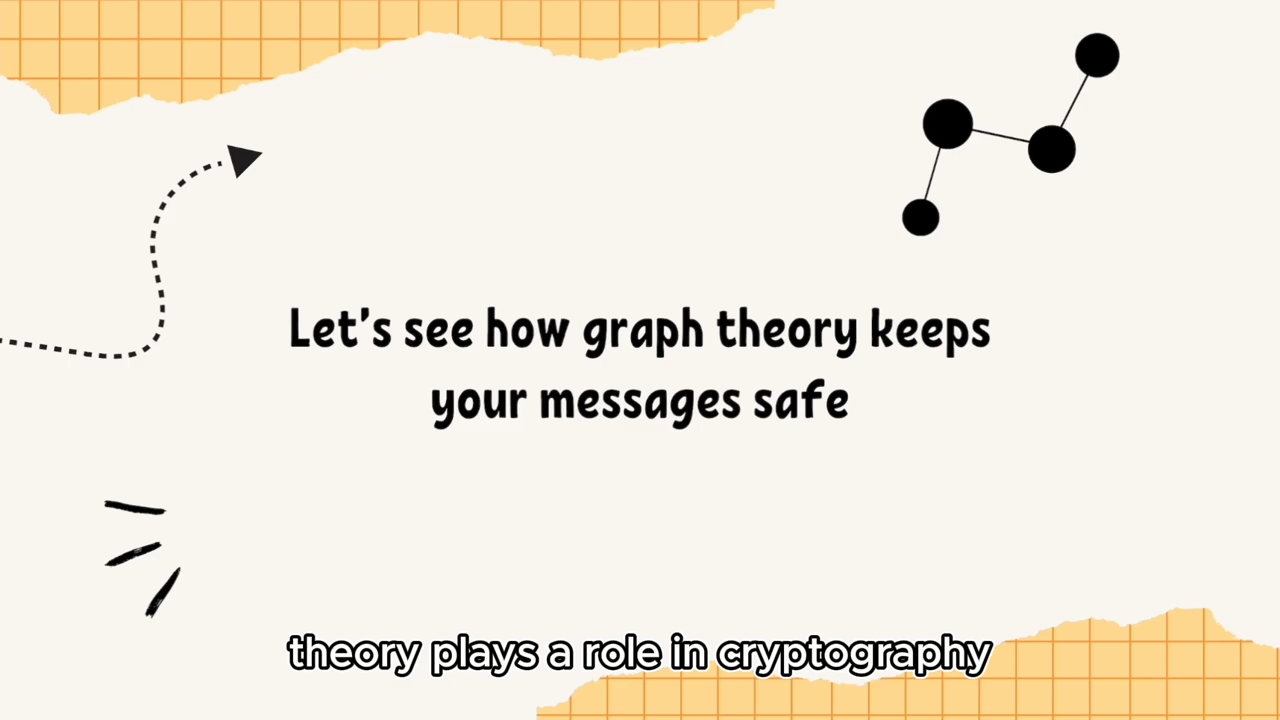 Let's see how graph theory keeps
your messages safe
theory plays a role in cryptography